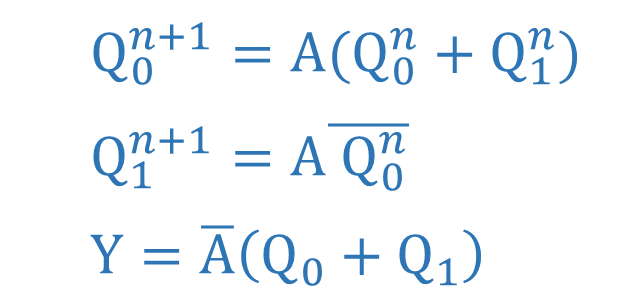 Q₀ⁿ⁺¹ = A(Q₀ⁿ + Q₁ⁿ)
Q₁ⁿ⁺¹ = A Q̅₀ⁿ
Y = A̅(Q₀ + Q₁)